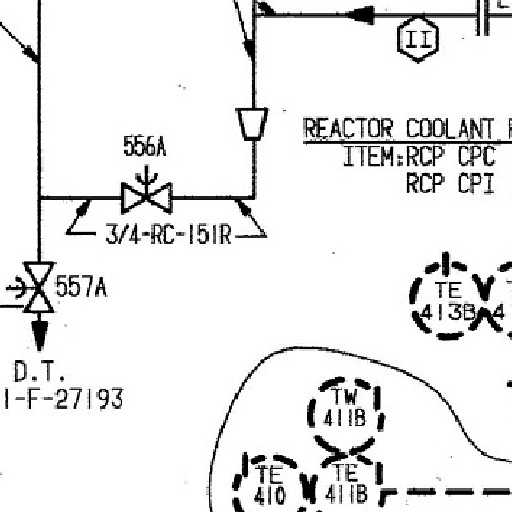 II
REACTOR COOLANT
ITEM:RCP CPC
RCP CPI
556A
3/4-RC-151R
557A
TE
413B
D.T.
1-F-27193
TW
411B
TE
410
TE
411B